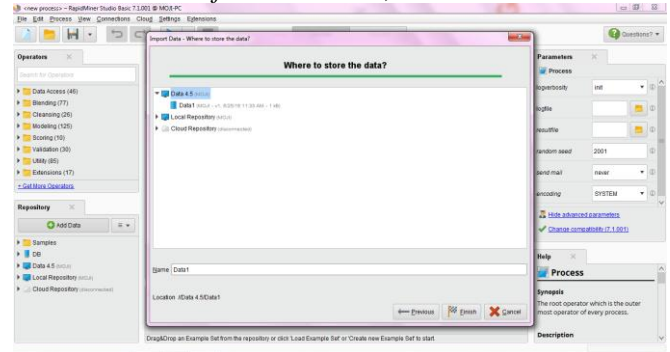 <new process> – RapidMiner Studio Basic 7.1.001 @ MOJI-PC
File Edit Process View Connections Cloud Settings Extensions
Questions?
Import Data - Where to store the data?
Where to store the data?
Data 4.5 (MOJI)
Data1
Local Repository (MOJI)
Cloud Repository (disconnected)
Name Data1
Location //Data 4.5/Data1
Previous Finish Cancel
Operators
Search for Operators
Data Access (46)
Blending (77)
Cleansing (26)
Modeling (125)
Scoring (10)
Validation (30)
Utility (85)
Extensions (17)
Get More Operators
Repository
Add Data
Samples
DB
Data 4.5 (MOJI)
Local Repository (MOJI)
Cloud Repository (disconnected)
Drag&Drop an Example Set from the repository or click 'Load Example Set' or 'Create new Example Set' to start.
Parameters
Process
logverbosity init
logfile
resultfile
random seed 2001
send mail never
encoding SYSTEM
Hide advanced parameters
Change compatibility (7.1.001)
Help
Process
Synopsis
The root operator which is the outer
most operator of every process.
Description